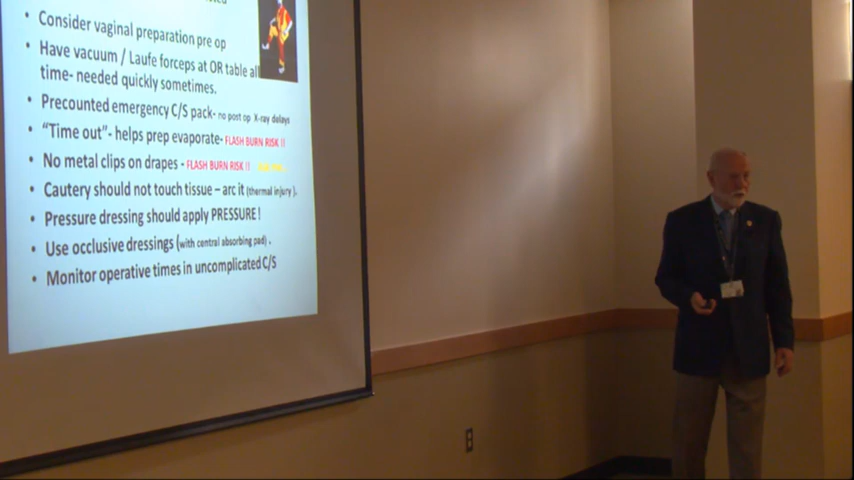 • Consider vaginal preparation pre op
• Have vacuum / Laufe forceps at OR table all
time- needed quickly sometimes.
• Precounted emergency C/S pack- no post op X-ray delays
• “Time out”- helps prep evaporate- FLASH BURN RISK !!
• No metal clips on drapes - FLASH BURN RISK !!
• Cautery should not touch tissue – arc it (thermal injury ).
• Pressure dressing should apply PRESSURE !
• Use occlusive dressings (with central absorbing pad) .
• Monitor operative times in uncomplicated C/S